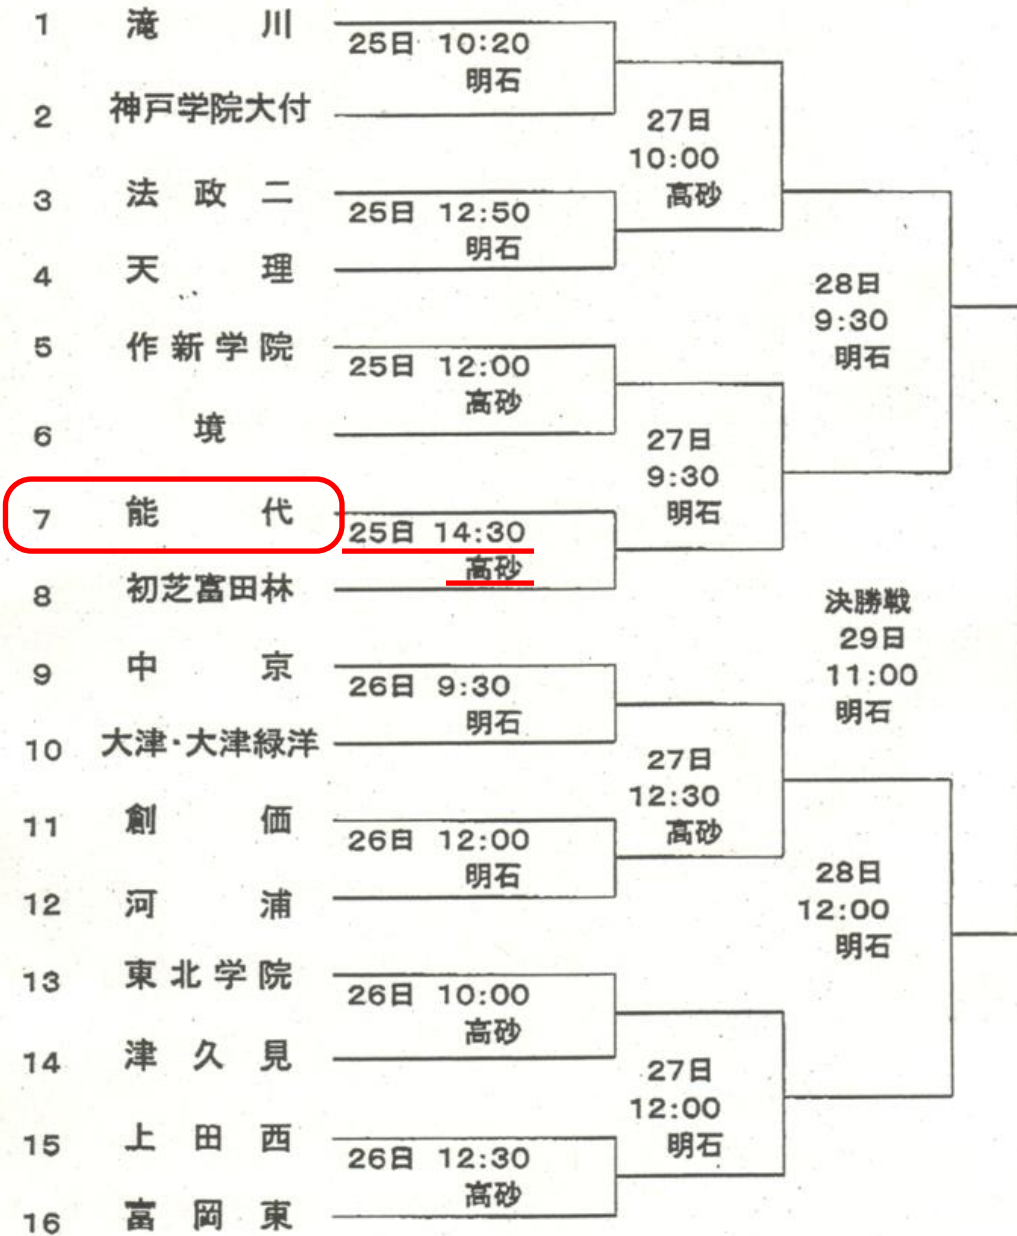 1 滝川
25日 10:20
明石
2 神戸学院大付
27日
10:00
高砂
3 法政二
25日 12:50
明石
4 天理
28日
9:30
明石
5 作新学院
25日 12:00
高砂
6 境
27日
9:30
明石
7 能代
25日 14:30
高砂
8 初芝富田林
決勝戦
29日
11:00
明石
9 中京
26日 9:30
明石
10 大津・大津緑洋
27日
12:30
高砂
11 創価
26日 12:00
明石
12 河浦
28日
12:00
明石
13 東北学院
26日 10:00
高砂
14 津久見
27日
12:00
明石
15 上田西
26日 12:30
高砂
16 富岡東